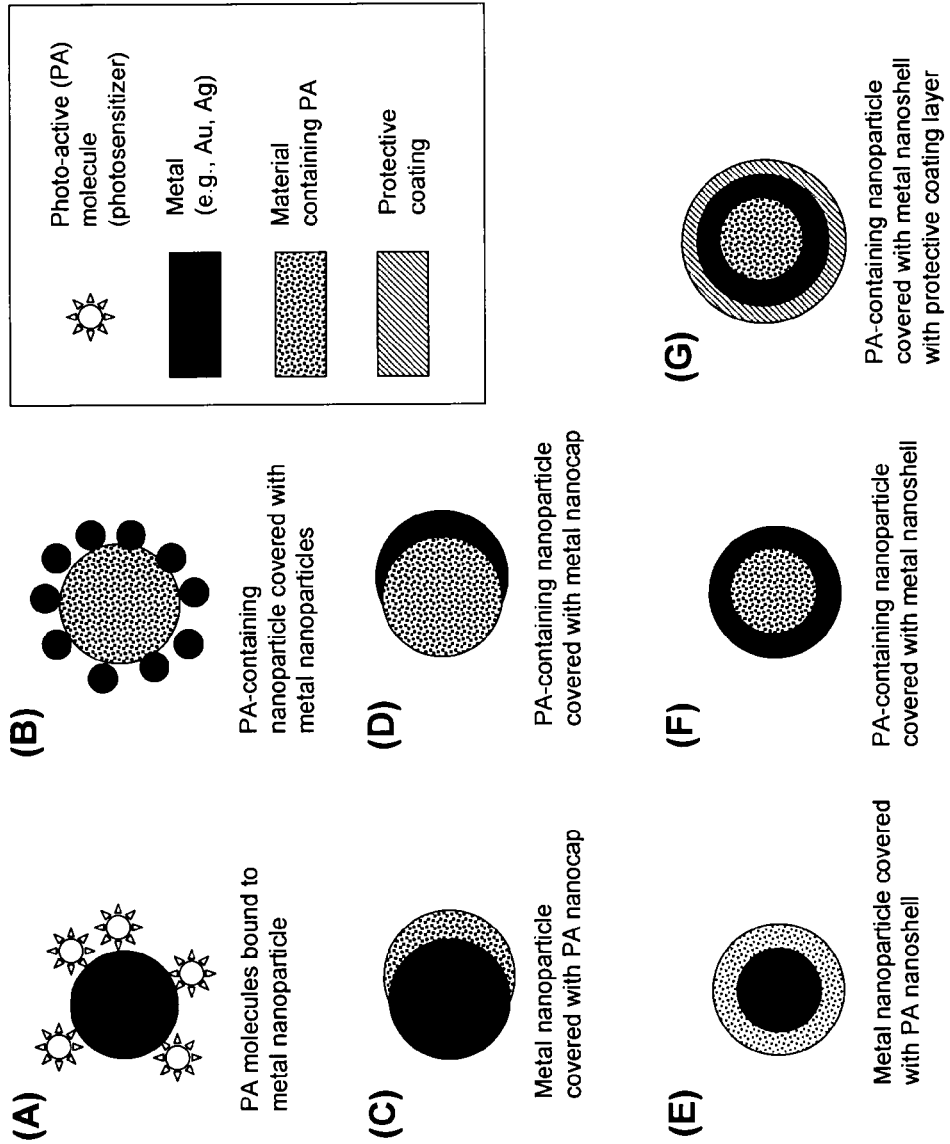 (A)
PA molecules bound to
metal nanoparticle
(B)
PA-containing
nanoparticle covered with
metal nanoparticles
Photo-active (PA)
molecule
(photosensitizer)
Metal
(e.g., Au, Ag)
Material
containing PA
Protective
coating
(C)
Metal nanoparticle
covered with PA nanocap
(D)
PA-containing nanoparticle
covered with metal nanocap
(E)
Metal nanoparticle covered
with PA nanoshell
(F)
PA-containing nanoparticle
covered with metal nanoshell
(G)
PA-containing nanoparticle
covered with metal nanoshell
with protective coating layer